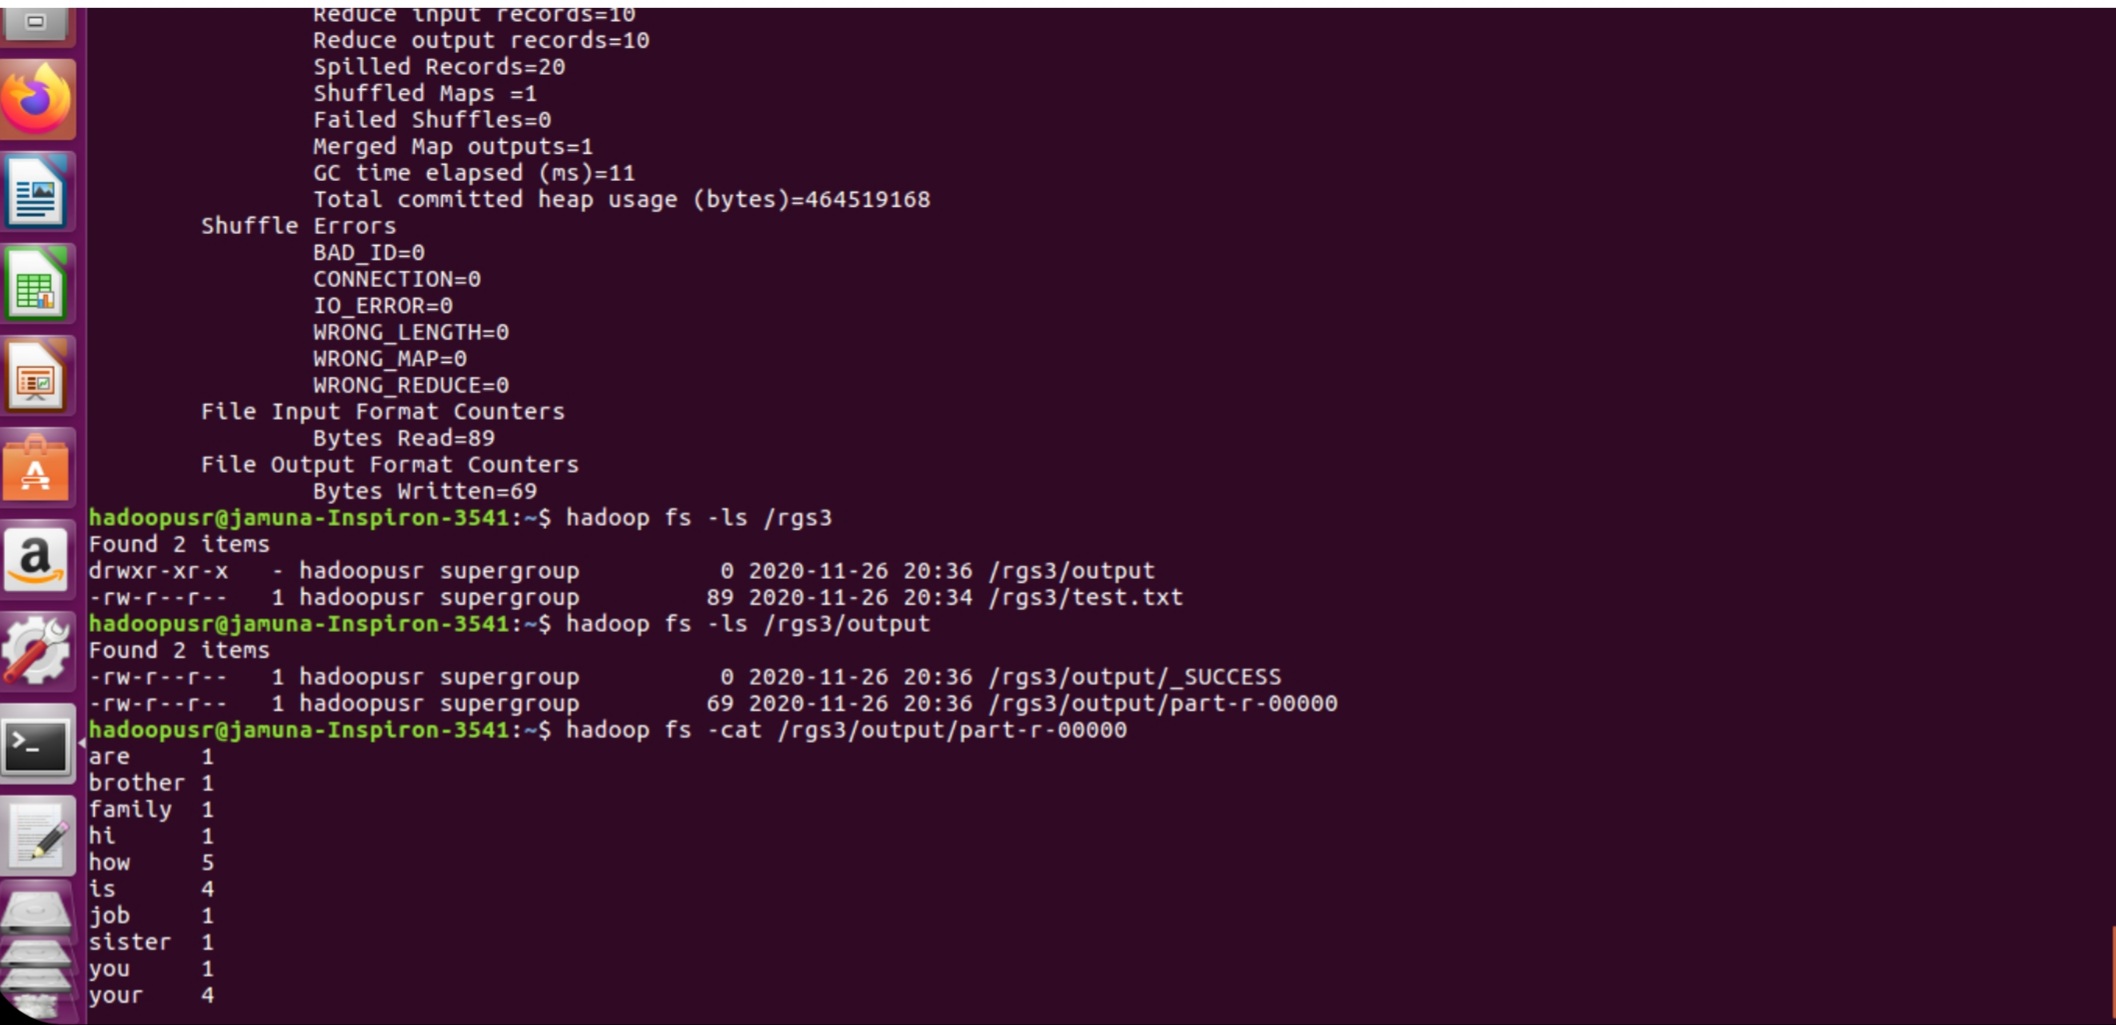 Reduce input records=10
Reduce output records=10
Spilled Records=20
Shuffled Maps =1
Failed Shuffles=0
Merged Map outputs=1
GC time elapsed (ms)=11
Total committed heap usage (bytes)=464519168
Shuffle Errors
BAD_ID=0
CONNECTION=0
IO_ERROR=0
WRONG_LENGTH=0
WRONG_MAP=0
WRONG_REDUCE=0
File Input Format Counters
Bytes Read=89
File Output Format Counters
Bytes Written=69
hadoopusr@jamuna-Inspiron-3541:~$ hadoop fs -ls /rgs3
Found 2 items
drwxr-xr-x   - hadoopusr supergroup          0 2020-11-26 20:36 /rgs3/output
-rw-r--r--   1 hadoopusr supergroup         89 2020-11-26 20:34 /rgs3/test.txt
hadoopusr@jamuna-Inspiron-3541:~$ hadoop fs -ls /rgs3/output
Found 2 items
-rw-r--r--   1 hadoopusr supergroup          0 2020-11-26 20:36 /rgs3/output/_SUCCESS
-rw-r--r--   1 hadoopusr supergroup         69 2020-11-26 20:36 /rgs3/output/part-r-00000
hadoopusr@jamuna-Inspiron-3541:~$ hadoop fs -cat /rgs3/output/part-r-00000
are     1
brother 1
family  1
hi      1
how     5
is      4
job     1
sister  1
you     1
your    4